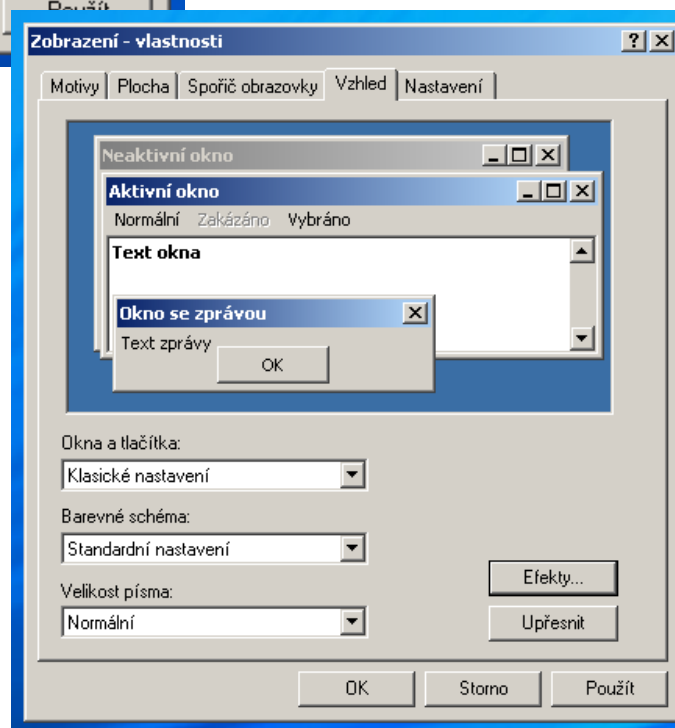 Použít
Zobrazení - vlastnosti
Motivy Plocha Spořič obrazovky Vzhled Nastavení
Neaktivní okno
Aktivní okno
Normální Zakázáno Vybráno
Text okna
Okno se zprávou
Text zprávy
OK
Okna a tlačítka:
Klasické nastavení
Barevné schéma:
Standardní nastavení
Efekty...
Velikost písma:
Normální
Upřesnit
OK Storno Použít